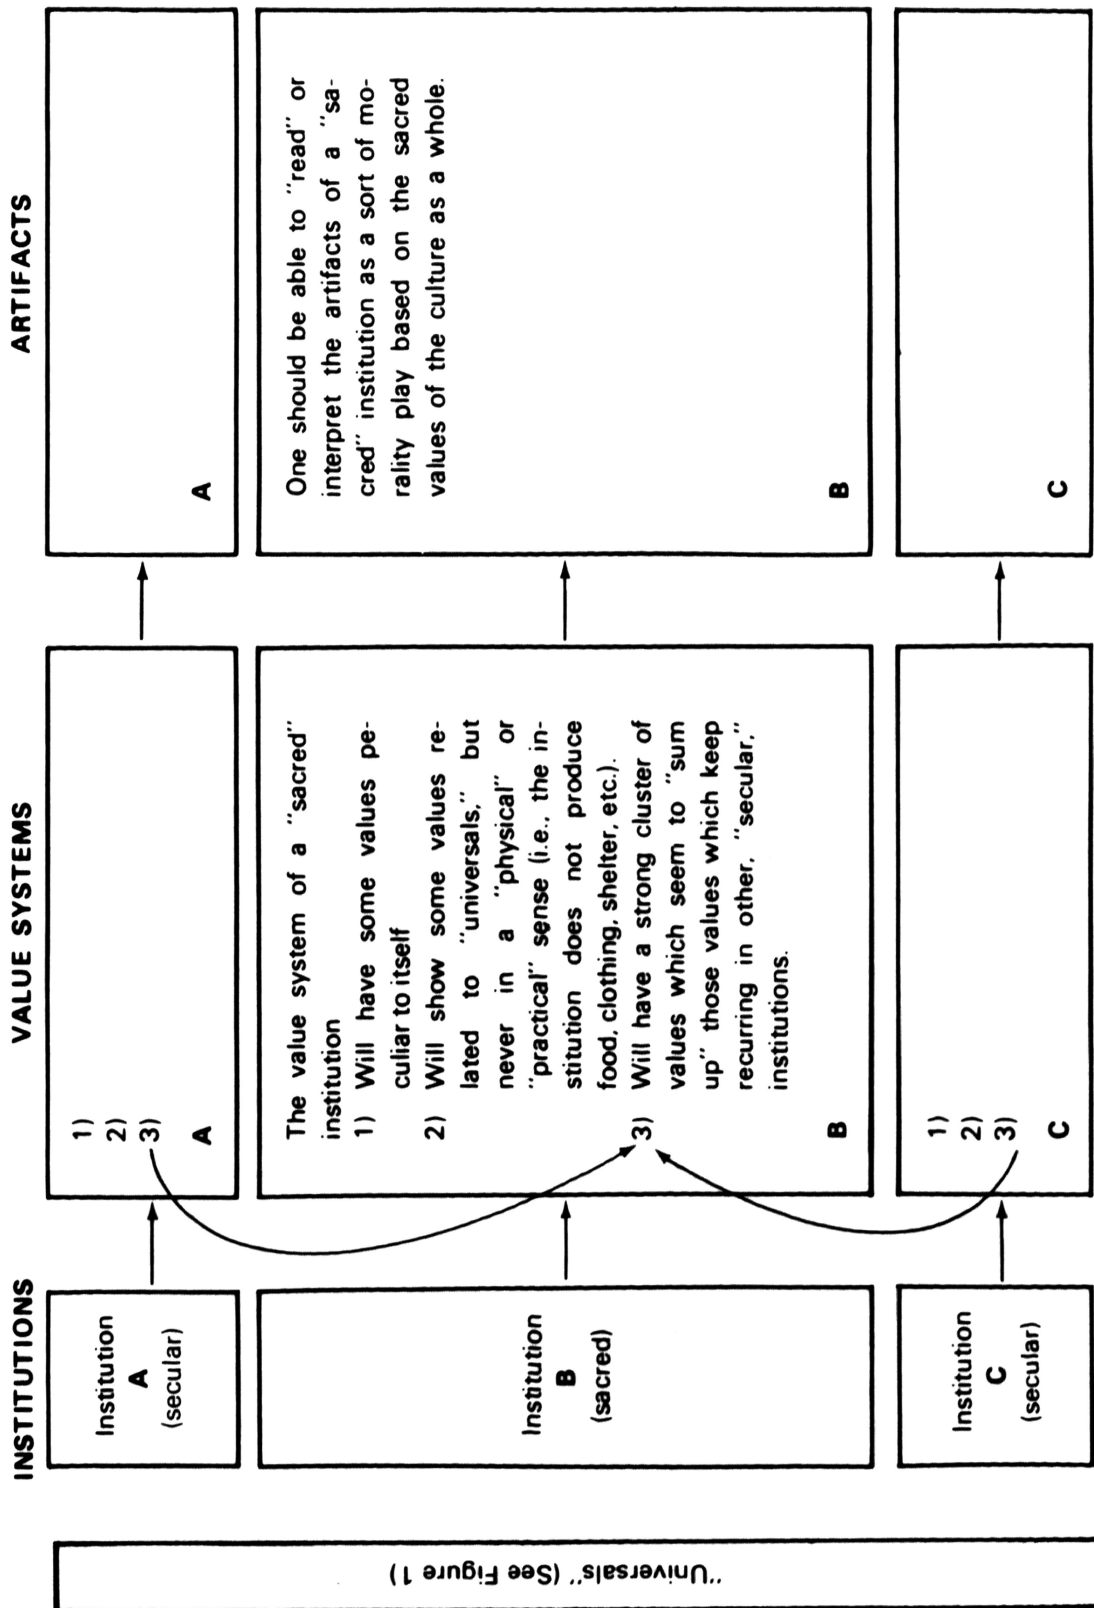 INSTITUTIONS
VALUE SYSTEMS
ARTIFACTS
"Universals" (See Figure 1)
Institution
A
(secular)
1)
2)
3)
A
A
Institution
B
(sacred)
The value system of a "sacred"
institution
1) Will have some values pe-
culiar to itself
2) Will show some values re-
lated to "universals," but
never in a "physical" or
"practical" sense (i.e., the in-
stitution does not produce
food, clothing, shelter, etc.).
3) Will have a strong cluster of
values which seem to "sum
up" those values which keep
recurring in other, "secular,"
institutions.
B
One should be able to "read" or
interpret the artifacts of a "sa-
cred" institution as a sort of mo-
rality play based on the sacred
values of the culture as a whole.
B
Institution
C
(secular)
1)
2)
3)
C
C